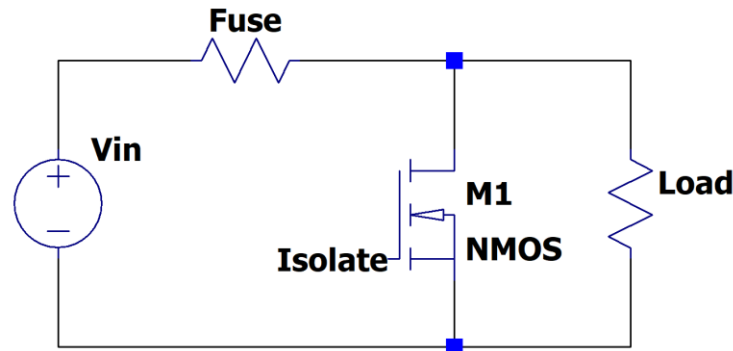 Fuse
Vin
M1
Load
NMOS
Isolate